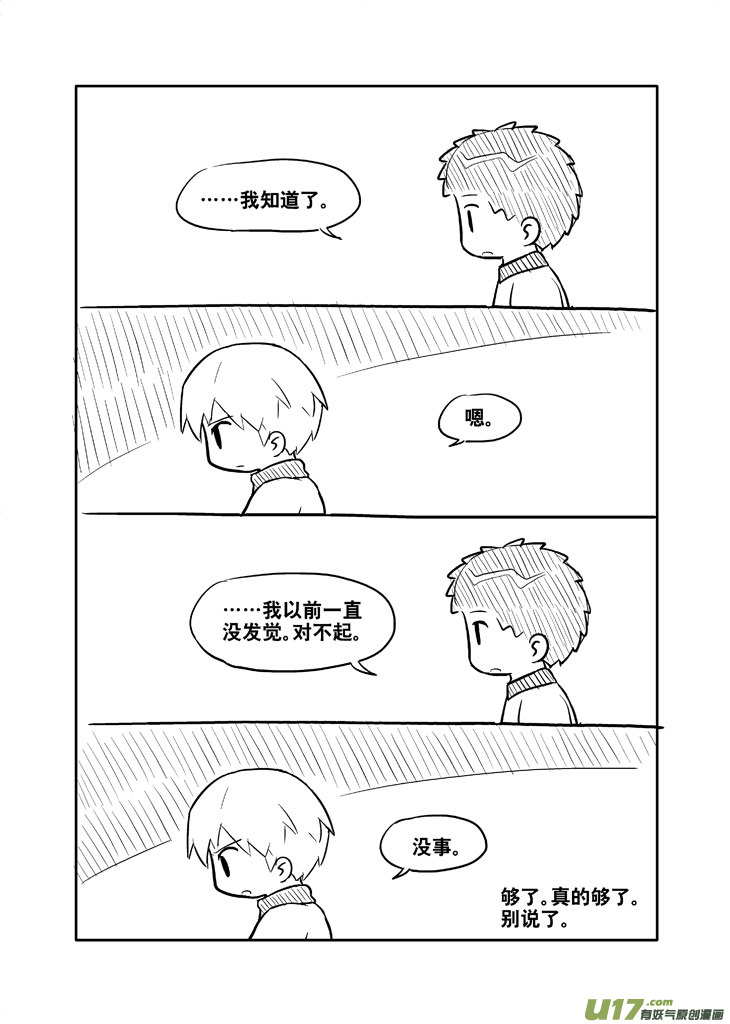 ……我知道了。
嗯。
……我以前一直
没发觉。对不起。
没事。
够了。真的够了。
别说了。
U17.com
有妖气原创漫画